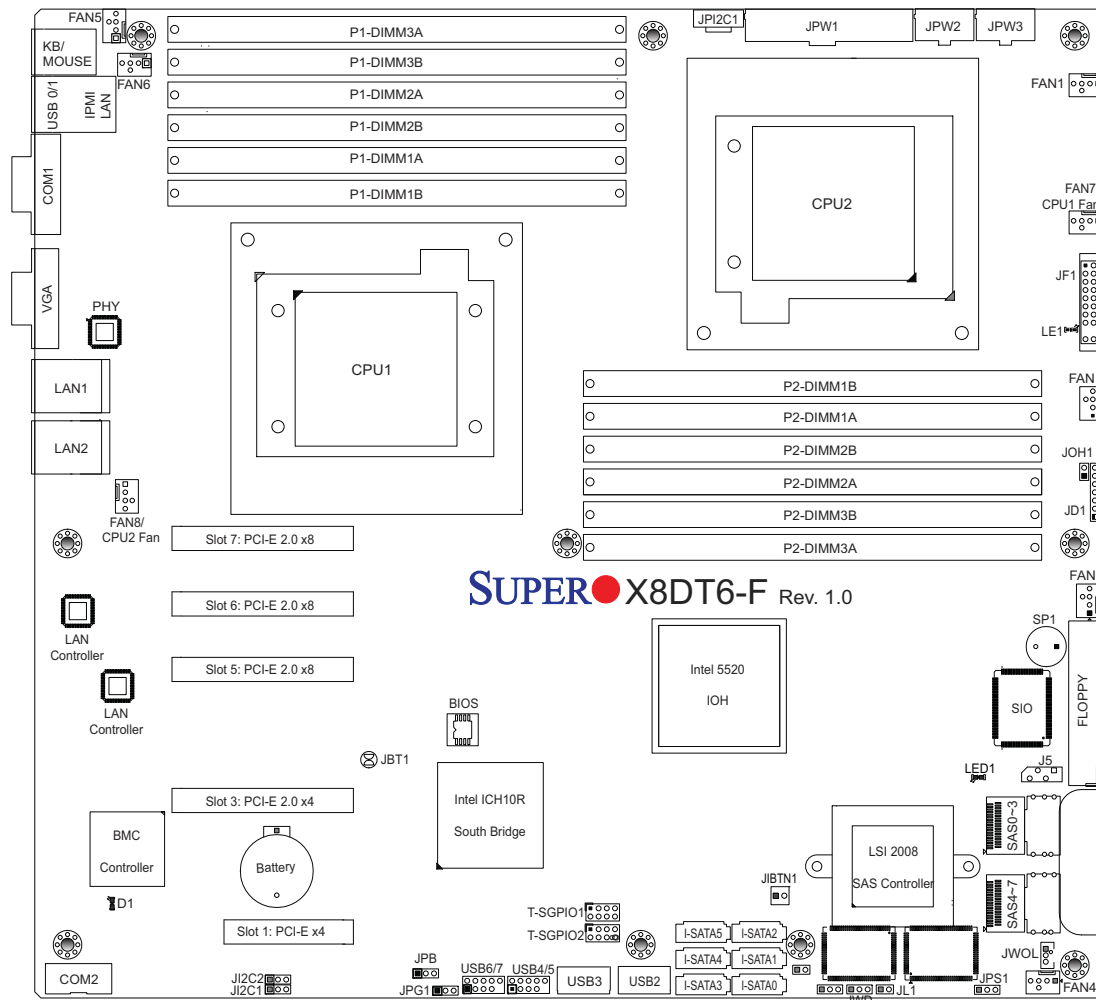 FAN5
KB/
MOUSE
FAN6
USB 0/1
IPMI
LAN
COM1
VGA
PHY
LAN1
LAN2
FAN8/
CPU2 Fan
P1-DIMM3A
P1-DIMM3B
P1-DIMM2A
P1-DIMM2B
P1-DIMM1A
P1-DIMM1B
JPI2C1
JPW1
JPW2
JPW3
FAN1
CPU2
FAN7
CPU1 Fan
JF1
LE1
CPU1
FAN
P2-DIMM1B
P2-DIMM1A
P2-DIMM2B
P2-DIMM2A
P2-DIMM3B
P2-DIMM3A
JOH1
JD1
Slot 7: PCI-E 2.0 x8
SUPER X8DT6-F Rev. 1.0
FAN
Slot 6: PCI-E 2.0 x8
LAN
Controller
Slot 5: PCI-E 2.0 x8
LAN
Controller
BIOS
Intel 5520
IOH
SP1
SIO
FLOPPY
JBT1
LED1
J5
Slot 3: PCI-E 2.0 x4
Intel ICH10R
South Bridge
BMC
Controller
Battery
D1
LSI 2008
SAS Controller
SAS0~3
SAS4~7
JIBTN1
T-SGPIO1
T-SGPIO2
Slot 1: PCI-E x4
I-SATA5
I-SATA2
I-SATA4
I-SATA1
I-SATA3
I-SATA0
COM2
JI2C2
JI2C1
JPB
JPG1
USB6/7
USB4/5
USB3
USB2
JL1
JPS1
JWOL
FAN4